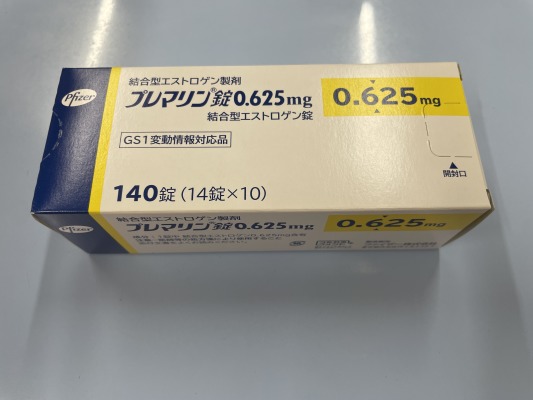 Pfizer
結合型エストロゲン製剤
プレマリン®錠0.625mg
結合型エストロゲン錠
GS1変動情報対応品
140錠(14錠×10)
0.625mg
開封口
Pfizer
結合型エストロゲン製剤
プレマリン錠0.625mg
0.625mg